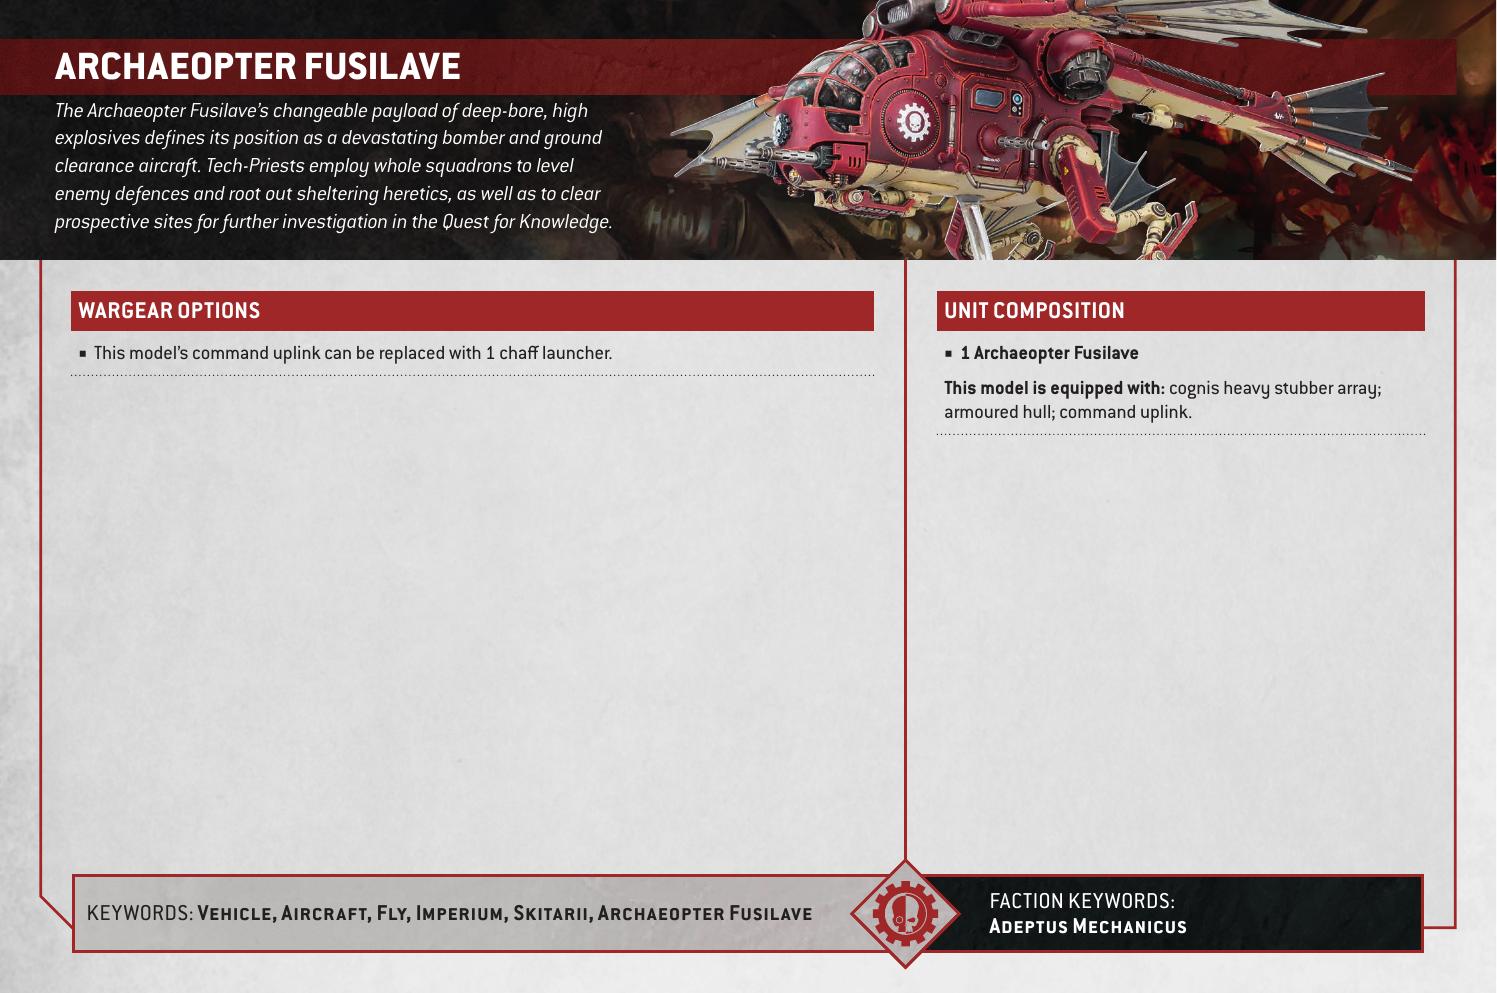 ARCHAEOPTER FUSILAVE
The Archaeopter Fusilave’s changeable payload of deep-bore, high
explosives defines its position as a devastating bomber and ground
clearance aircraft. Tech-Priests employ whole squadrons to level
enemy defences and root out sheltering heretics, as well as to clear
prospective sites for further investigation in the Quest for Knowledge.
WARGEAR OPTIONS
■ This model’s command uplink can be replaced with 1 chaff launcher.
UNIT COMPOSITION
■ 1 Archaeopter Fusilave
This model is equipped with: cognis heavy stubber array;
armoured hull; command uplink.
KEYWORDS: Vehicle, Aircraft, Fly, Imperium, Skitarii, Archaeopter Fusilave
FACTION KEYWORDS:
Adeptus Mechanicus